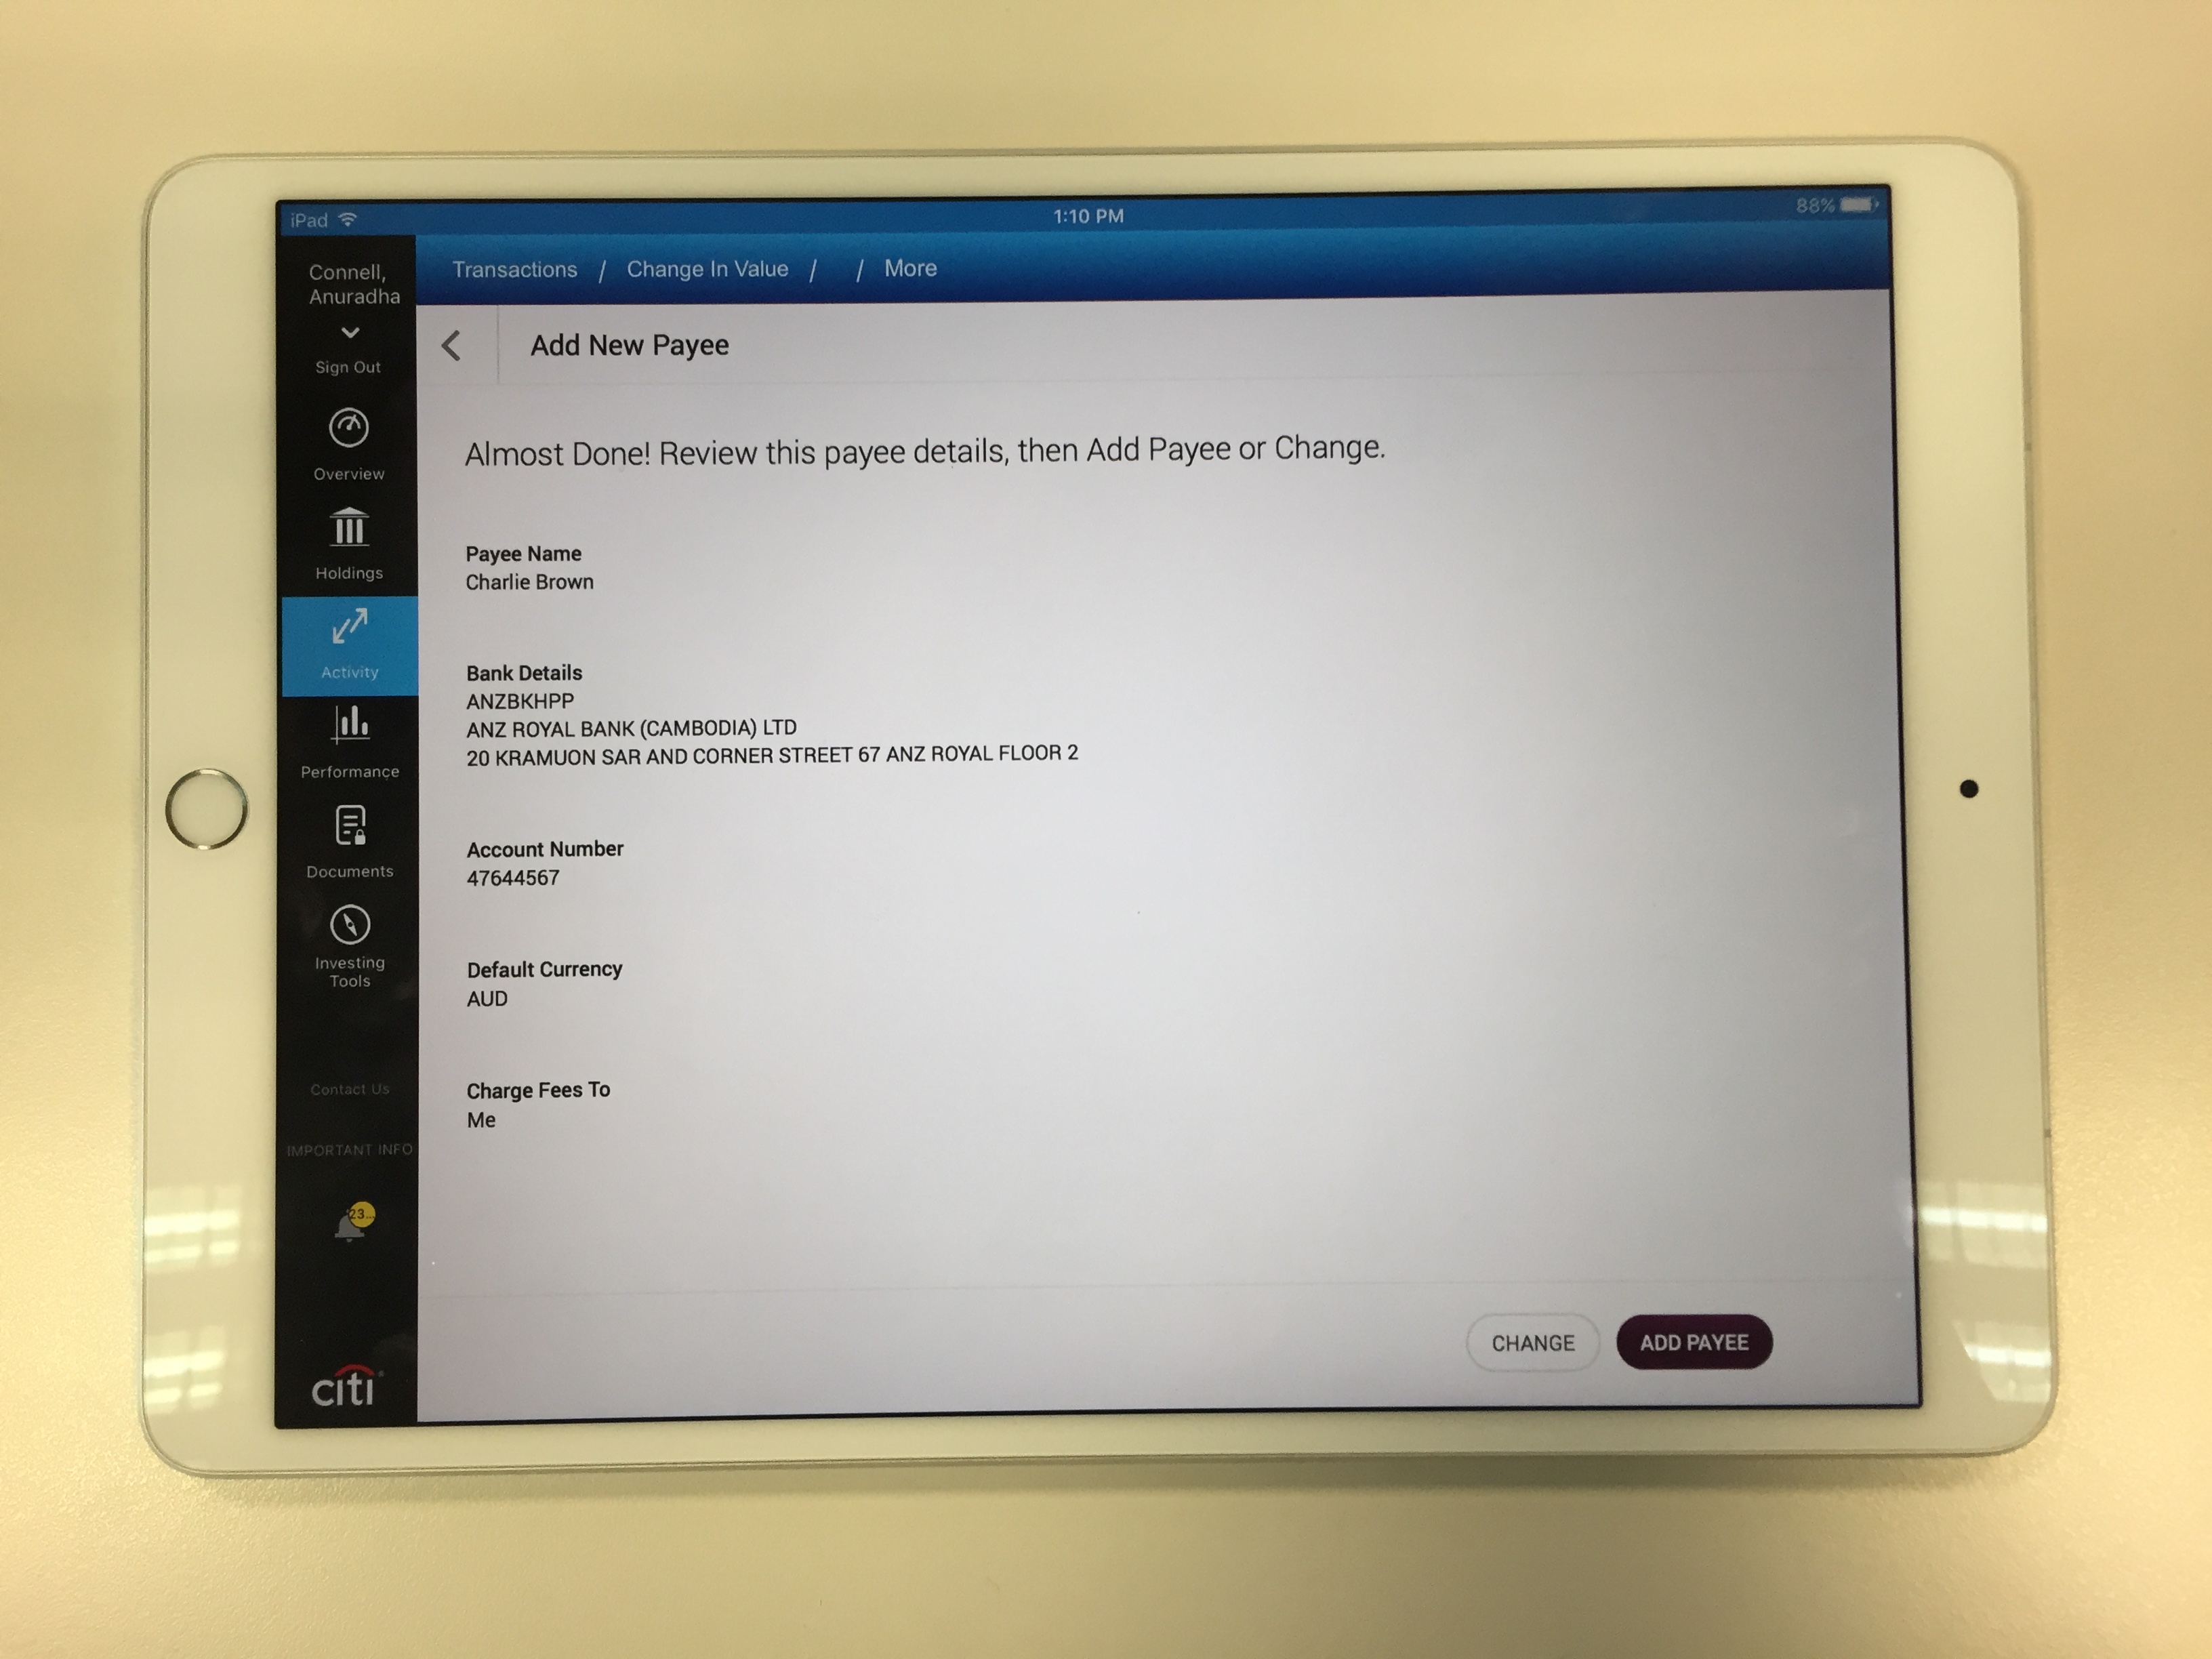 iPad
1:10 PM
88%
Connell,
Anuradha
Sign Out
Overview
Holdings
Activity
Performance
Documents
Investing
Tools
Contact Us
IMPORTANT INFO
23...
citi
Transactions / Change In Value / / More
Add New Payee
Almost Done! Review this payee details, then Add Payee or Change.
Payee Name
Charlie Brown
Bank Details
ANZBKHPP
ANZ ROYAL BANK (CAMBODIA) LTD
20 KRAMUON SAR AND CORNER STREET 67 ANZ ROYAL FLOOR 2
Account Number
47644567
Default Currency
AUD
Charge Fees To
Me
CHANGE
ADD PAYEE